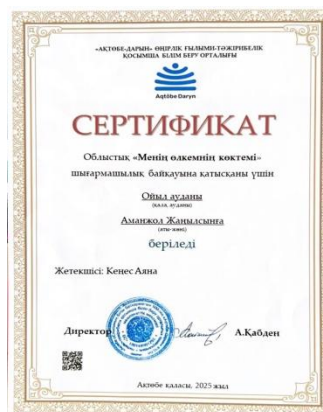 «АҚТӨБЕ-ДАРЫН» ӨҢІРЛІК ҒЫЛЫМИ-ТӘЖІРИБЕЛІК
ҚОСЫМША БІЛІМ БЕРУ ОРТАЛЫҒЫ
Aqtöbe Daryn
СЕРТИФИКАТ
Облыстық «Менің өлкемнің көктемі»
шығармашылық байқауына қатысқаны үшін
Ойыл ауданы
(қала, ауданы)
Аманжол Жаңылсынға
(аты-жөні)
беріледі
Жетекшісі: Кеңес Аяна
Директор
А.Қабден
Ақтөбе қаласы, 2025 жыл